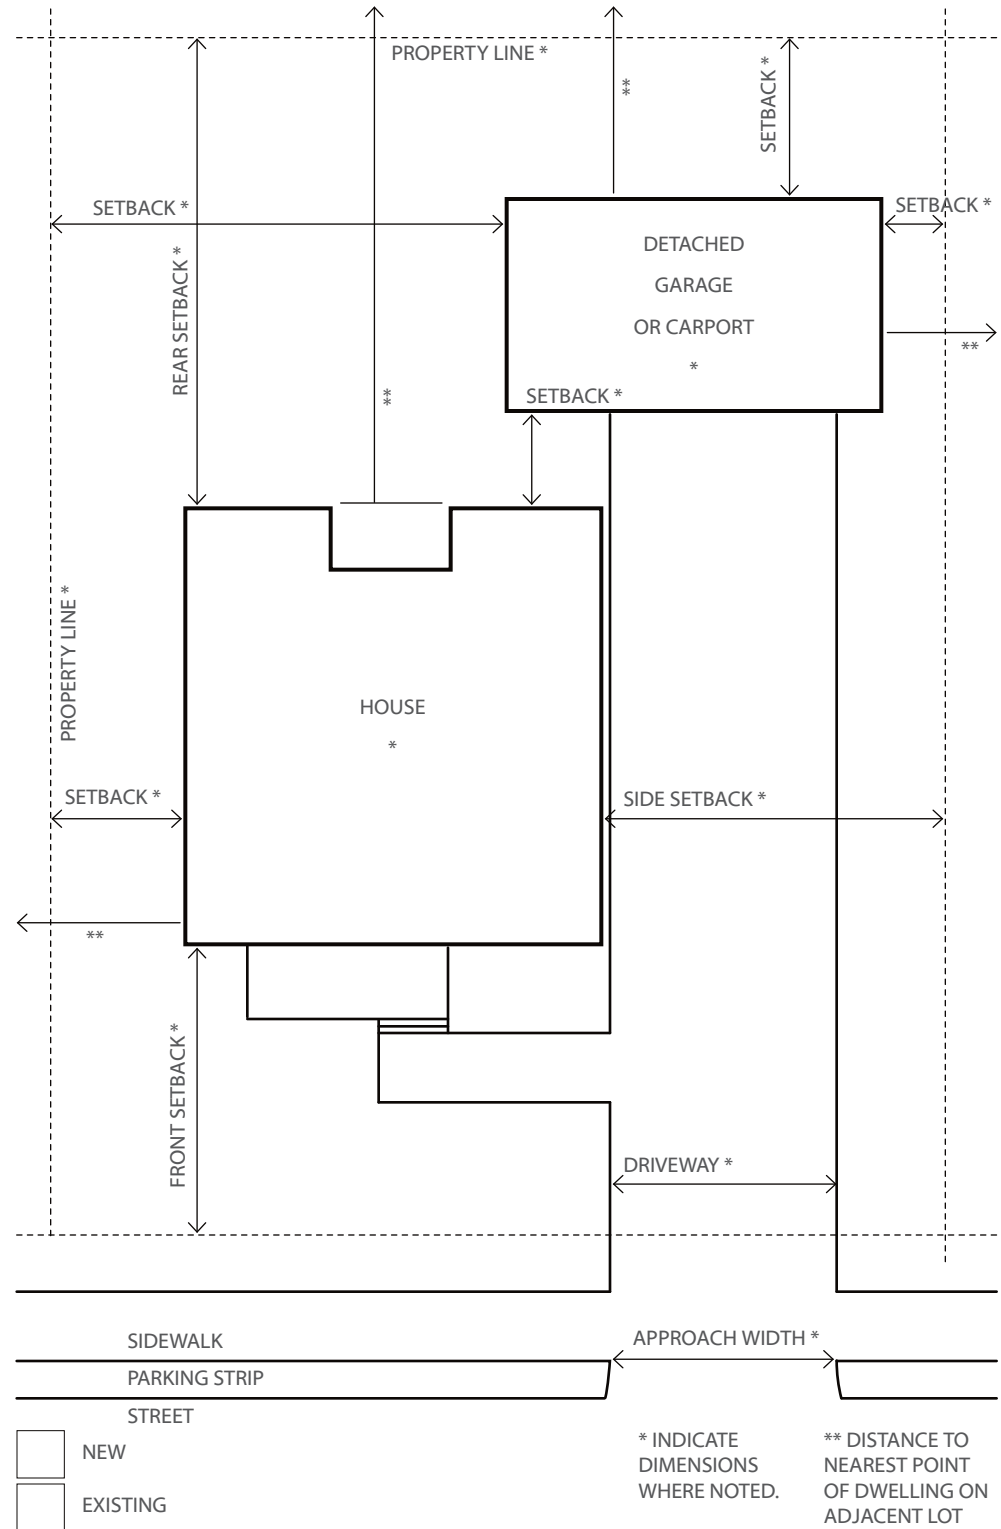 PROPERTY LINE *
**
SETBACK *
SETBACK *
SETBACK *
REAR SETBACK *
DETACHED
GARAGE
OR CARPORT
*
**
**
SETBACK *
PROPERTY LINE *
HOUSE
*
SETBACK *
SIDE SETBACK *
**
FRONT SETBACK *
DRIVEWAY *
SIDEWALK
APPROACH WIDTH *
PARKING STRIP
STREET
NEW
EXISTING
* INDICATE
DIMENSIONS
WHERE NOTED.
** DISTANCE TO
NEAREST POINT
OF DWELLING ON
ADJACENT LOT